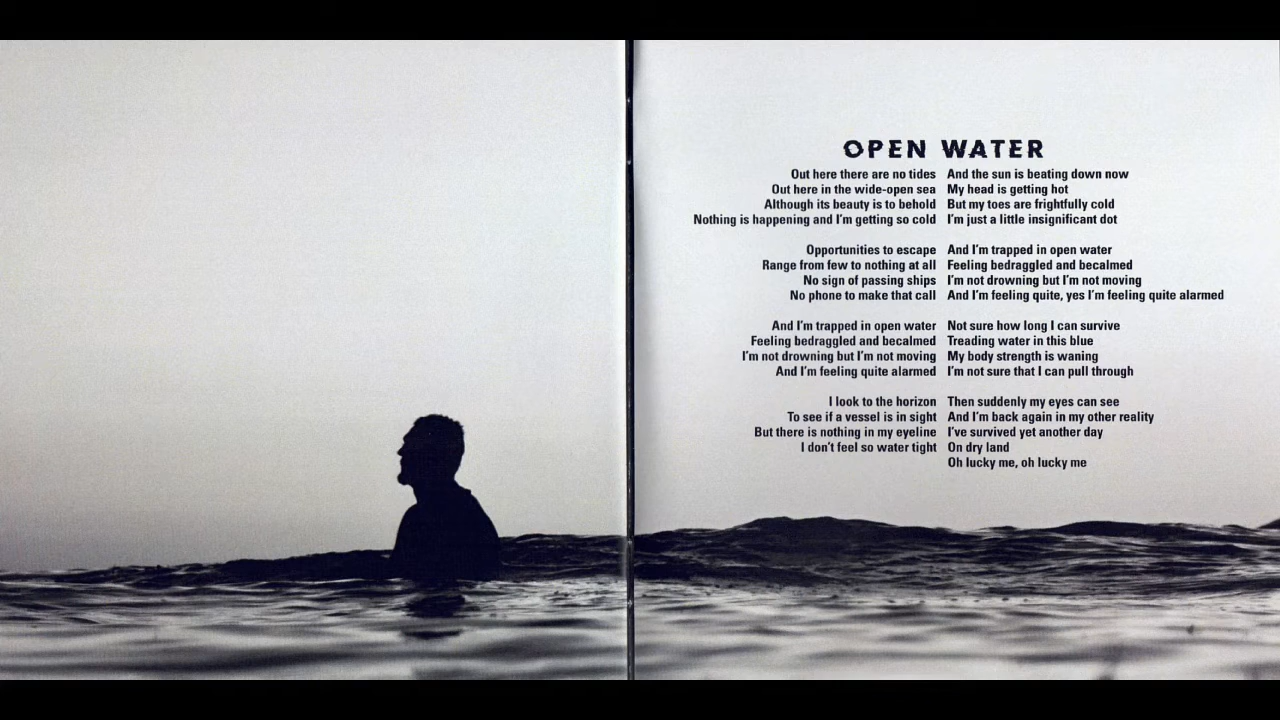 OPEN WATER
Out here there are no tides
Out here in the wide-open sea
Although its beauty is to behold
Nothing is happening and I'm getting so cold
Opportunities to escape
Range from few to nothing at all
No sign of passing ships
No phone to make that call
And I'm trapped in open water
Feeling bedraggled and becalmed
I'm not drowning but I'm not moving
And I'm feeling quite alarmed
I look to the horizon
To see if a vessel is in sight
But there is nothing in my eyeline
I don't feel so water tight
And the sun is beating down now
My head is getting hot
But my toes are frightfully cold
I'm just a little insignificant dot
And I'm trapped in open water
Feeling bedraggled and becalmed
I'm not drowning but I'm not moving
And I'm feeling quite, yes I'm feeling quite alarmed
Not sure how long I can survive
Treading water in this blue
My body strength is waning
I'm not sure that I can pull through
Then suddenly my eyes can see
And I'm back again in my other reality
I've survived yet another day
On dry land
Oh lucky me, oh lucky me